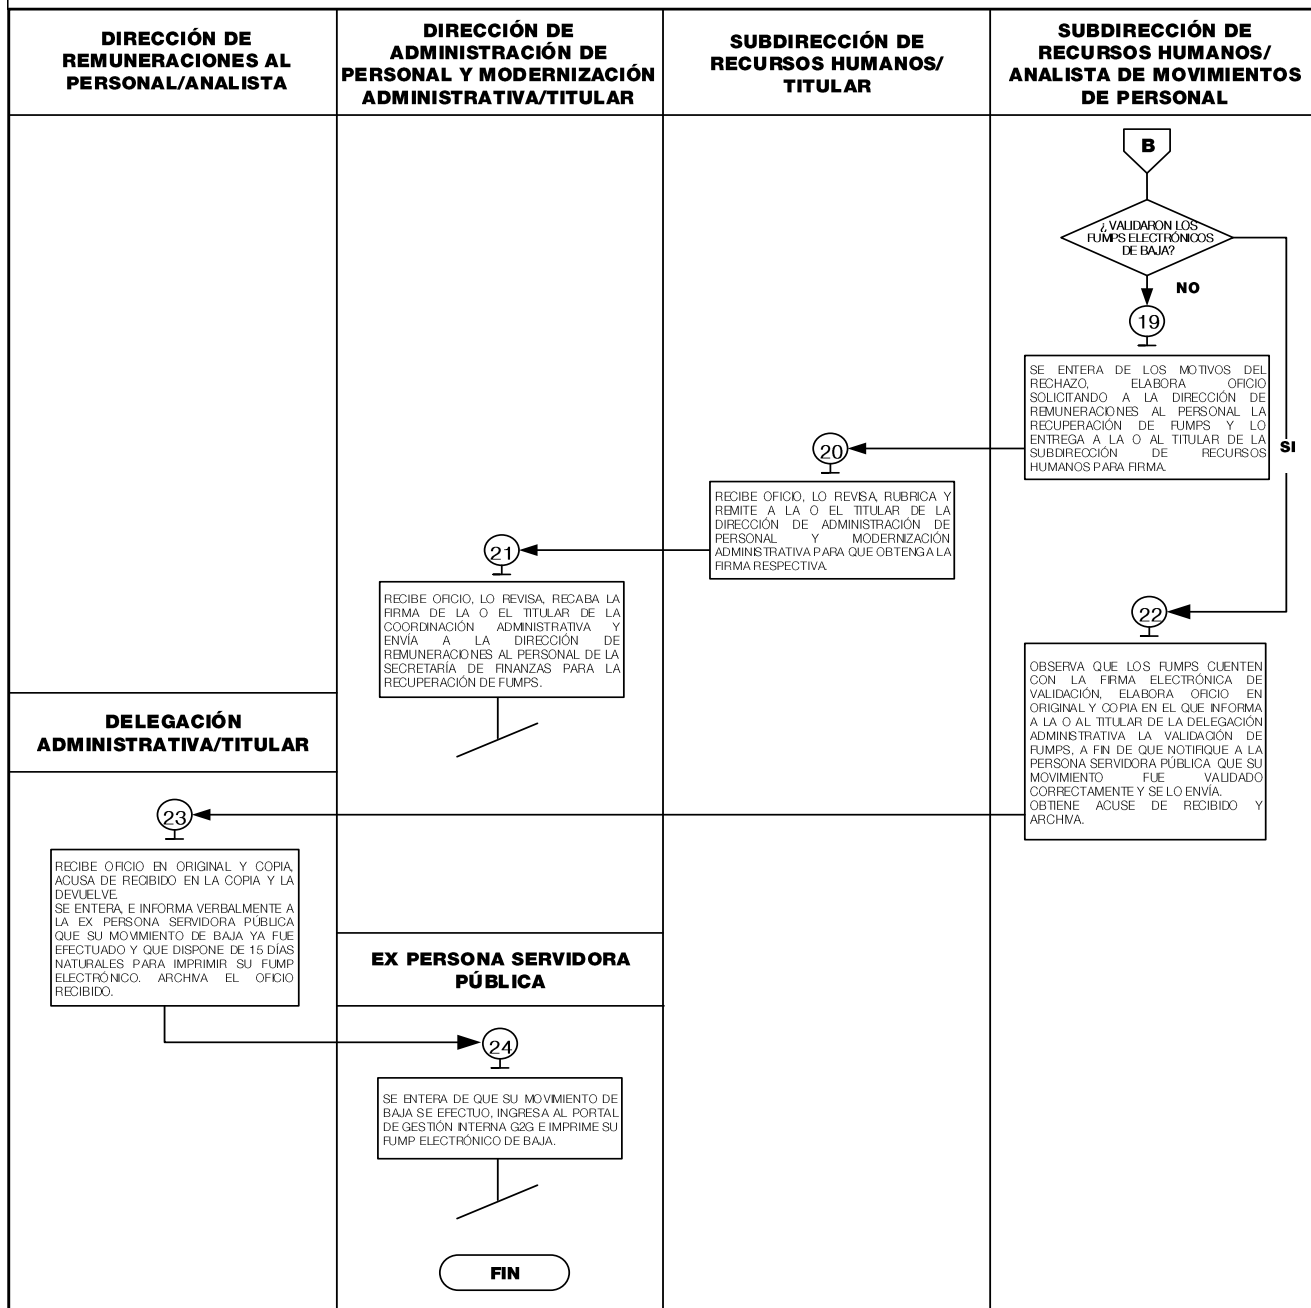 DIRECCIÓN DE
REMUNERACIONES AL
PERSONAL/ANALISTA
DIRECCIÓN DE
ADMINISTRACIÓN DE
PERSONAL Y MODERNIZACIÓN
ADMINISTRATIVA/TITULAR
SUBDIRECCIÓN DE
RECURSOS HUMANOS/
TITULAR
SUBDIRECCIÓN DE
RECURSOS HUMANOS/
ANALISTA DE MOVIMIENTOS
DE PERSONAL
B
¿VALIDARON LOS
FUMPS ELECTRÓNICOS
DE BAJA?
NO
SI
19
SE ENTERA DE LOS MOTIVOS DEL
RECHAZO, ELABORA OFICIO
SOLICITANDO A LA DIRECCIÓN DE
REMUNERACIONES AL PERSONAL LA
RECUPERACIÓN DE FUMPS Y LO
ENTREGA A LA O AL TITULAR DE LA
SUBDIRECCIÓN DE RECURSOS
HUMANOS PARA FIRMA.
20
RECIBE OFICIO, LO REVISA, RUBRICA Y
REMITE A LA O EL TITULAR DE LA
DIRECCIÓN DE ADMINISTRACIÓN DE
PERSONAL Y MODERNIZACIÓN
ADMINISTRATIVA PARA QUE OBTENGA LA
FIRMA RESPECTIVA.
21
RECIBE OFICIO, LO REVISA, RECABA LA
FIRMA DE LA O EL TITULAR DE LA
COORDINACIÓN ADMINISTRATIVA Y
ENVÍA A LA DIRECCIÓN DE
REMUNERACIONES AL PERSONAL DE LA
SECRETARÍA DE FINANZAS PARA LA
RECUPERACIÓN DE FUMPS.
22
OBSERVA QUE LOS FUMPS CUENTEN
CON LA FIRMA ELECTRÓNICA DE
VALIDACIÓN, ELABORA OFICIO EN
ORIGINAL Y COPIA EN EL QUE INFORMA
A LA O AL TITULAR DE LA DELEGACIÓN
ADMINISTRATIVA LA VALIDACIÓN DE
FUMPS, A FIN DE QUE NOTIFIQUE A LA
PERSONA SERVIDORA PÚBLICA QUE SU
MOVIMIENTO FUE VALIDADO
CORRECTAMENTE Y SE LO ENVÍA.
OBTIENE ACUSE DE RECIBIDO Y
ARCHIVA.
DELEGACIÓN
ADMINISTRATIVA/TITULAR
23
RECIBE OFICIO EN ORIGINAL Y COPIA,
ACUSA DE RECIBIDO EN LA COPIA Y LA
DEVUELVE.
SE ENTERA, E INFORMA VERBALMENTE A
LA EX PERSONA SERVIDORA PÚBLICA
QUE SU MOVIMIENTO DE BAJA YA FUE
EFECTUADO Y QUE DISPONE DE 15 DÍAS
NATURALES PARA IMPRIMIR SU FUMP
ELECTRÓNICO. ARCHIVA EL OFICIO
RECIBIDO.
EX PERSONA SERVIDORA
PÚBLICA
24
SE ENTERA DE QUE SU MOVIMIENTO DE
BAJA SE EFECTUO, INGRESA AL PORTAL
DE GESTIÓN INTERNA G2G E IMPRIME SU
FUMP ELECTRÓNICO DE BAJA.
FIN